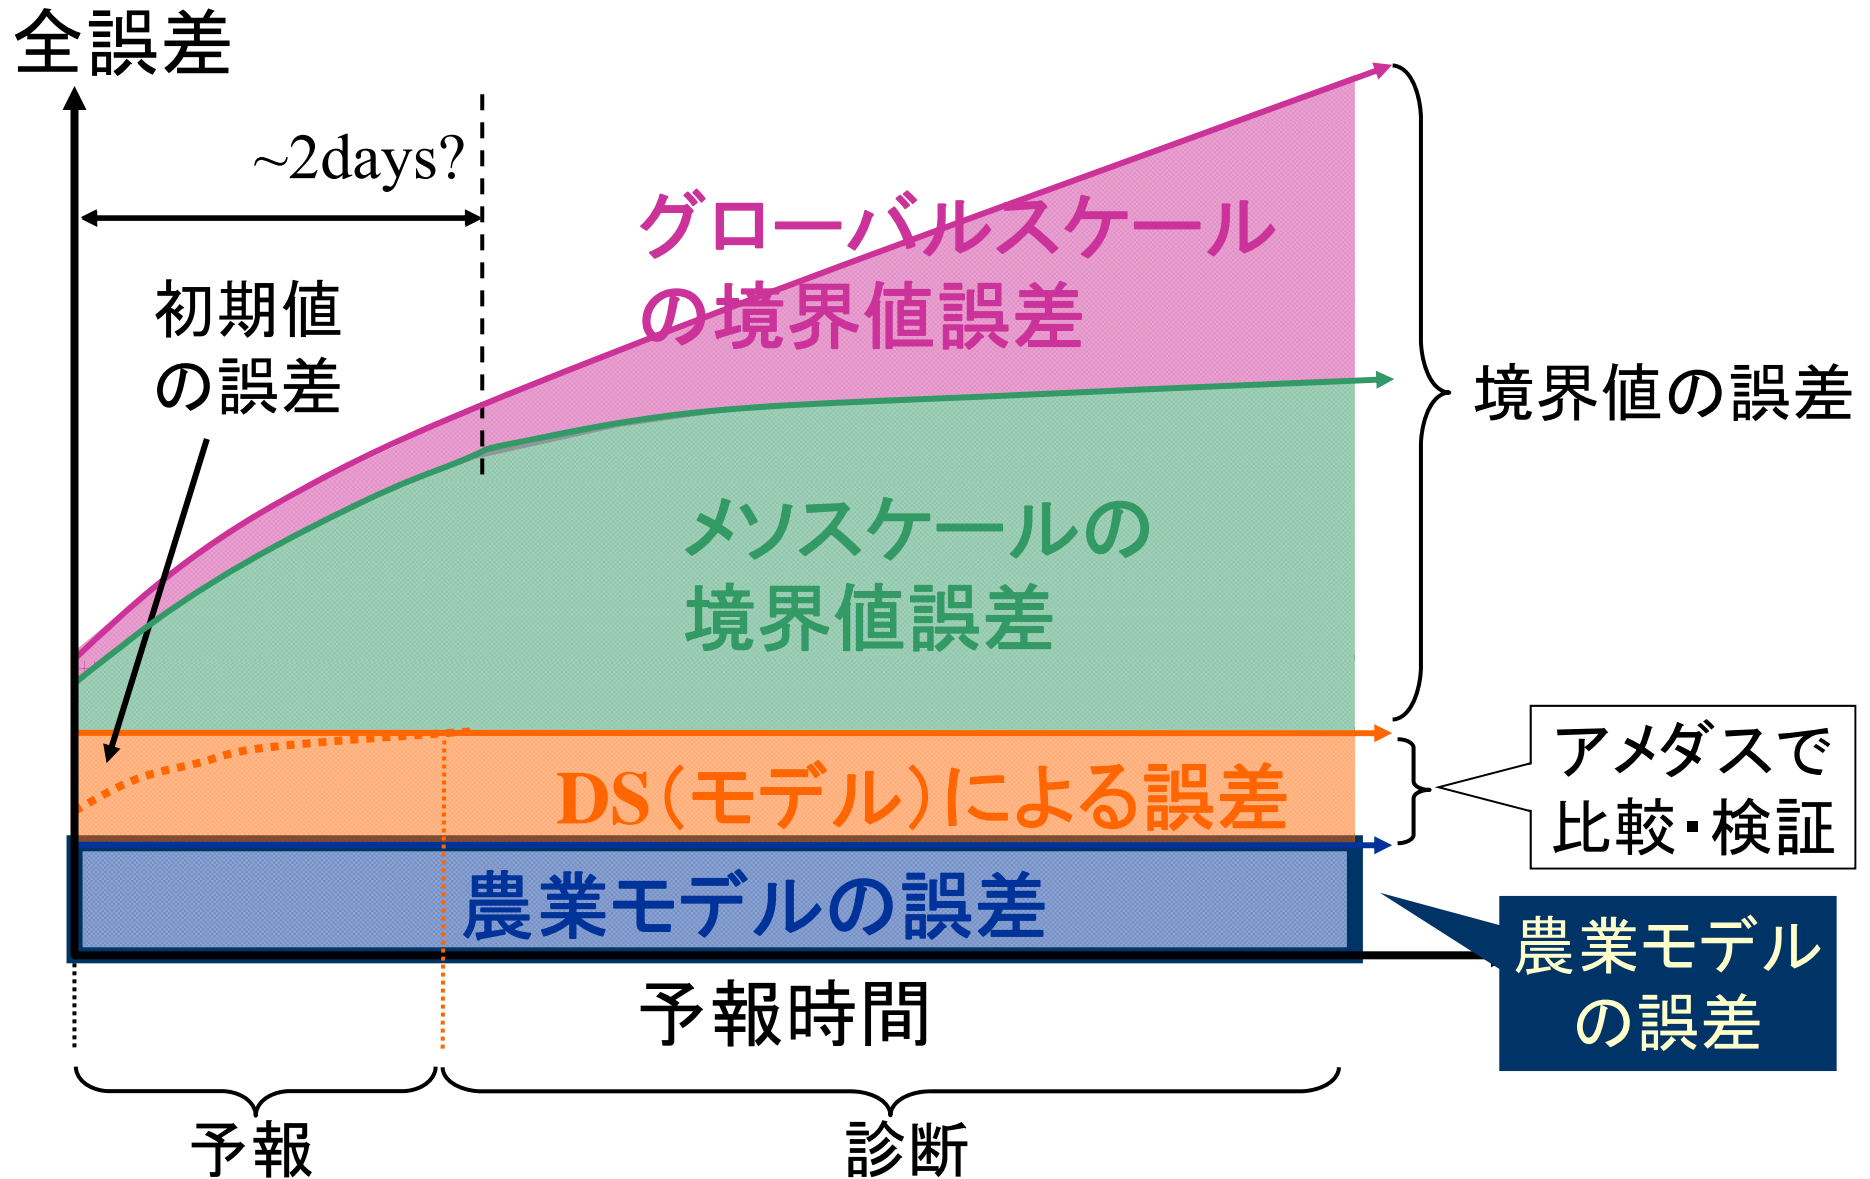 全誤差
~2days?
初期値
の誤差
グローバルスケール
の境界値誤差
境界値の誤差
メソスケールの
境界値誤差
DS(モデル)による誤差
アメダスで
比較・検証
農業モデルの誤差
農業モデル
の誤差
予報時間
予報
診断